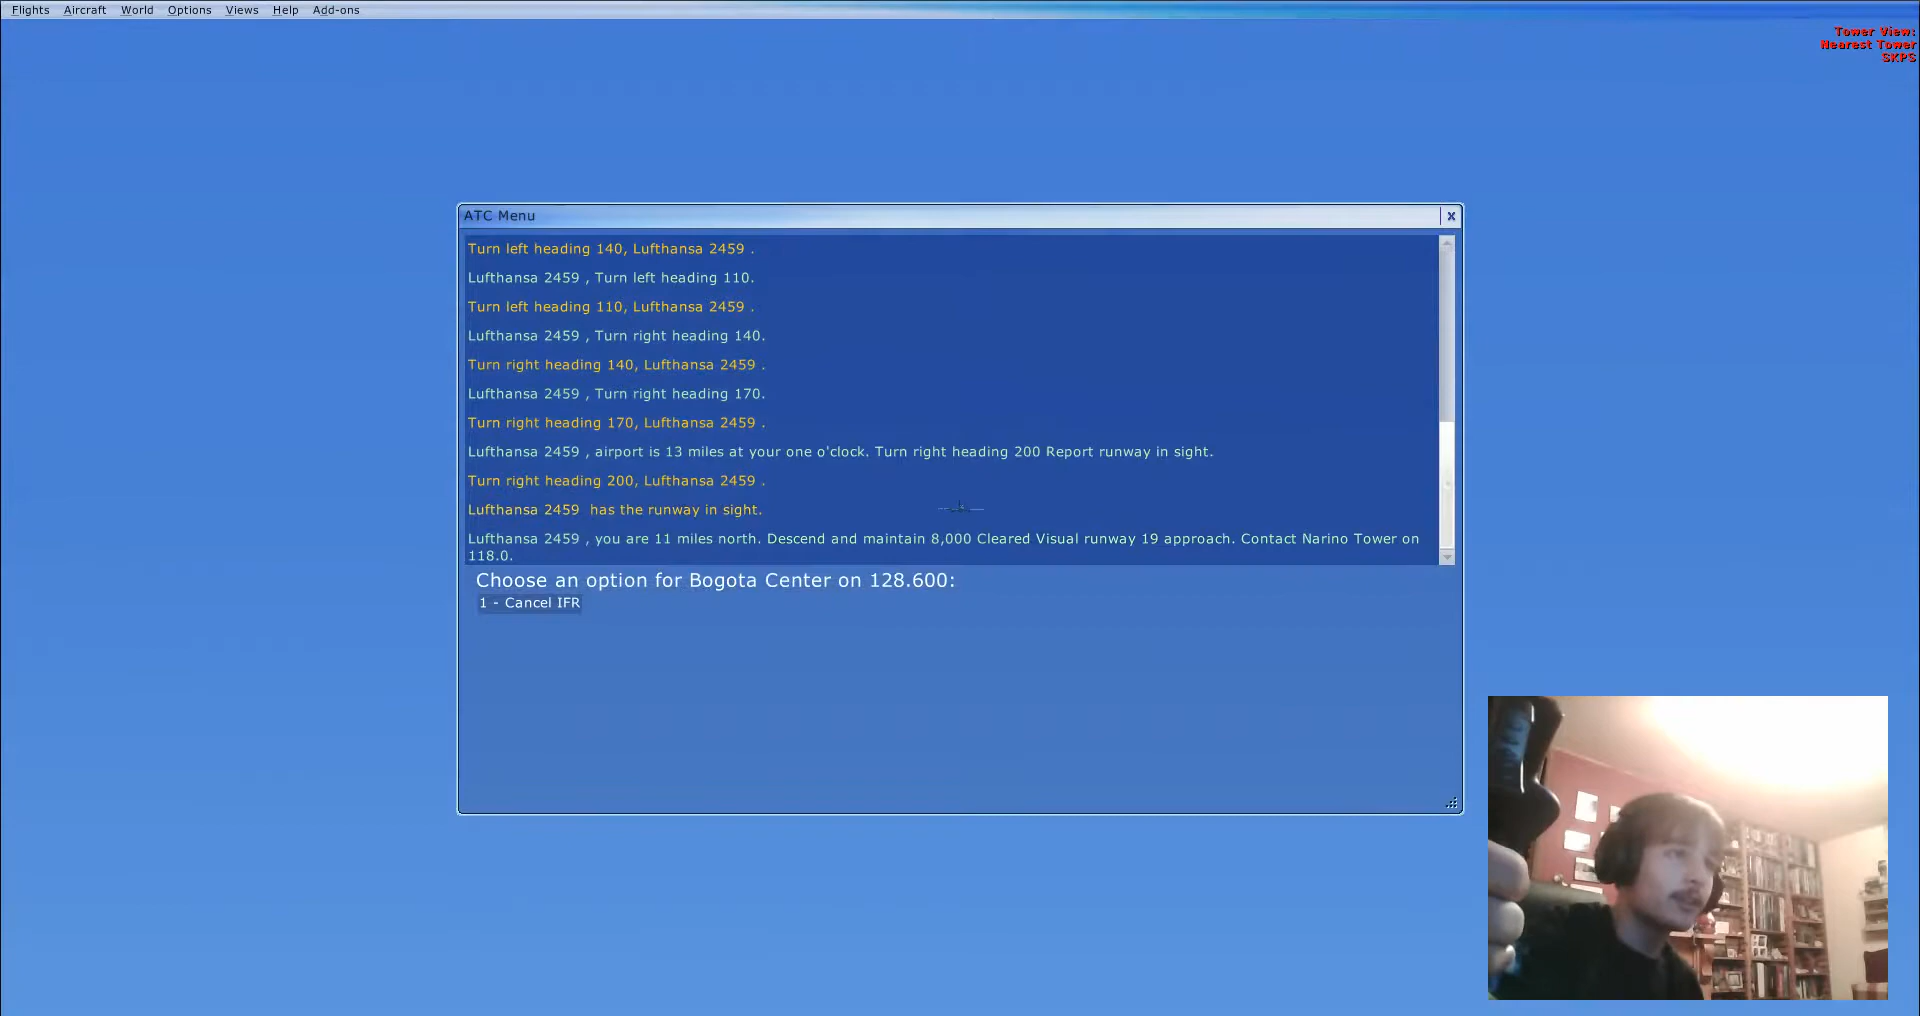 Flights Aircraft World Options Views Help Add-ons
Tower View:
Nearest Tower
SKPS
ATC Menu x
Turn left heading 140, Lufthansa 2459 .
Lufthansa 2459 , Turn left heading 110.
Turn left heading 110, Lufthansa 2459 .
Lufthansa 2459 , Turn right heading 140.
Turn right heading 140, Lufthansa 2459 .
Lufthansa 2459 , Turn right heading 170.
Turn right heading 170, Lufthansa 2459 .
Lufthansa 2459 , airport is 13 miles at your one o'clock. Turn right heading 200 Report runway in sight.
Turn right heading 200, Lufthansa 2459 .
Lufthansa 2459 has the runway in sight.
Lufthansa 2459 , you are 11 miles north. Descend and maintain 8,000 Cleared Visual runway 19 approach. Contact Narino Tower on
118.0.
Choose an option for Bogota Center on 128.600:
1 - Cancel IFR